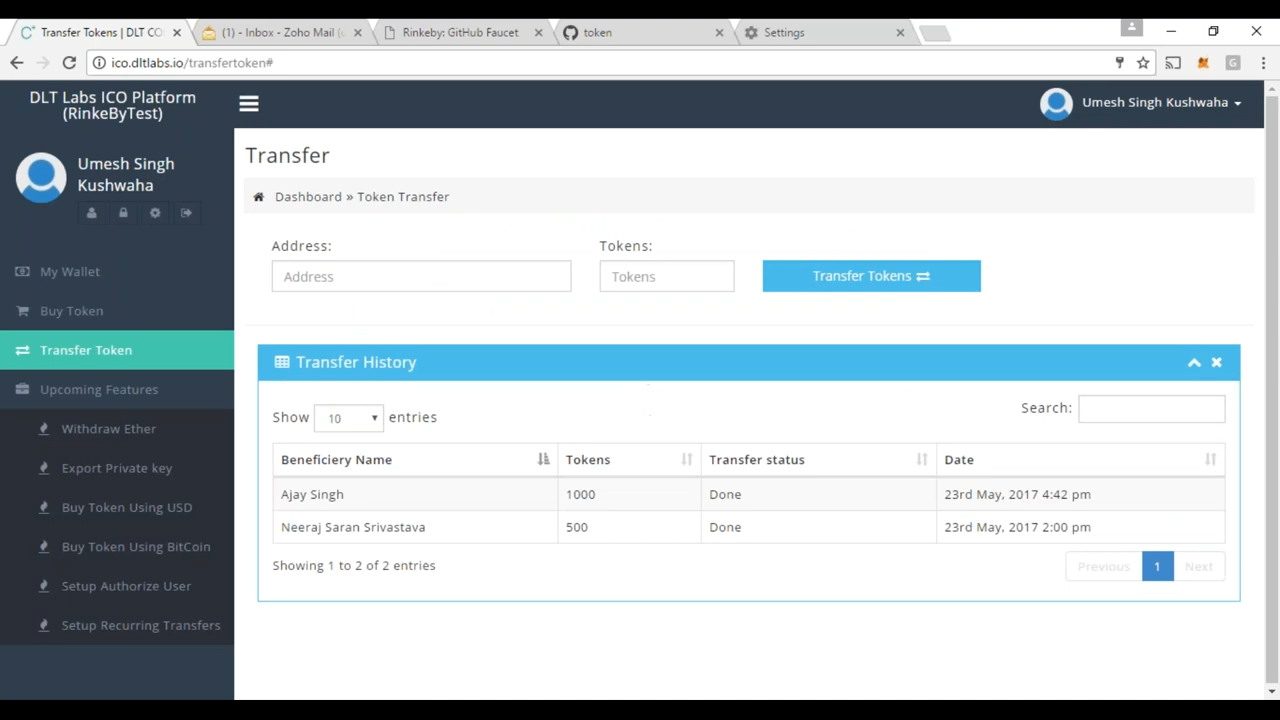 Transfer Tokens | DLT CO
(1) - Inbox - Zoho Mail (
Rinkeby: GitHub Faucet
token
Settings
ico.dltlabs.io/transfertoken#
G
DLT Labs ICO Platform
(RinkeByTest)
Umesh Singh Kushwaha
Umesh Singh
Kushwaha
My Wallet
Buy Token
Transfer Token
Upcoming Features
Withdraw Ether
Export Private key
Buy Token Using USD
Buy Token Using BitCoin
Setup Authorize User
Setup Recurring Transfers
Transfer
Dashboard » Token Transfer
Address:
Tokens:
Address
Tokens
Transfer Tokens
Transfer History
Show 10 entries
Search:
Beneficiery Name Tokens Transfer status Date
Ajay Singh 1000 Done 23rd May, 2017 4:42 pm
Neeraj Saran Srivastava 500 Done 23rd May, 2017 2:00 pm
Showing 1 to 2 of 2 entries
Previous 1 Next